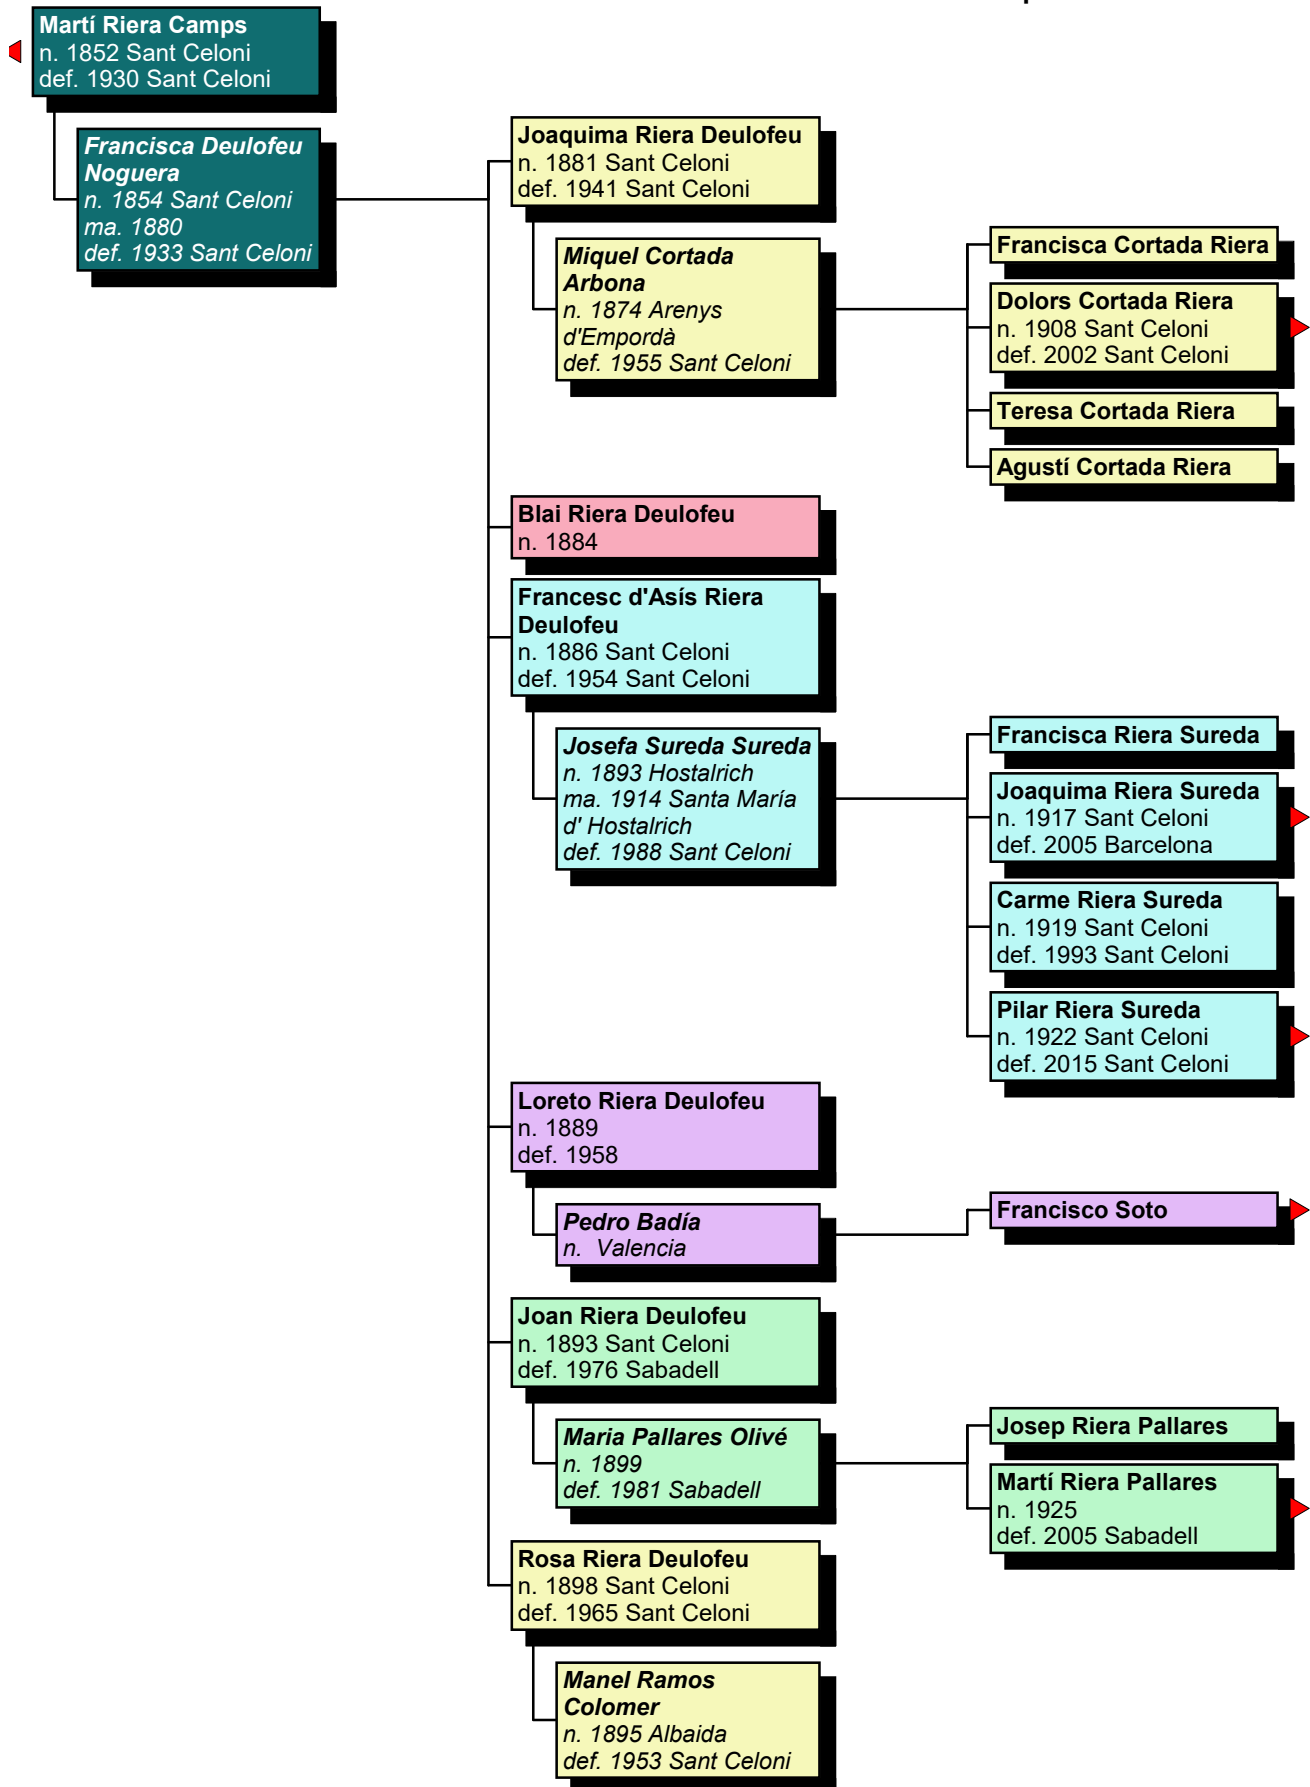 Martí Riera Camps
n. 1852 Sant Celoni
def. 1930 Sant Celoni
Francisca Deulofeu
Noguera
n. 1854 Sant Celoni
ma. 1880
def. 1933 Sant Celoni
Joaquima Riera Deulofeu
n. 1881 Sant Celoni
def. 1941 Sant Celoni
Miquel Cortada
Arbona
n. 1874 Arenys
d'Empordà
def. 1955 Sant Celoni
Francisca Cortada Riera
Dolors Cortada Riera
n. 1908 Sant Celoni
def. 2002 Sant Celoni
Teresa Cortada Riera
Agustí Cortada Riera
Blai Riera Deulofeu
n. 1884
Francesc d'Asís Riera
Deulofeu
n. 1886 Sant Celoni
def. 1954 Sant Celoni
Josefa Sureda Sureda
n. 1893 Hostalrich
ma. 1914 Santa María
d' Hostalrich
def. 1988 Sant Celoni
Francisca Riera Sureda
Joaquima Riera Sureda
n. 1917 Sant Celoni
def. 2005 Barcelona
Carme Riera Sureda
n. 1919 Sant Celoni
def. 1993 Sant Celoni
Pilar Riera Sureda
n. 1922 Sant Celoni
def. 2015 Sant Celoni
Loreto Riera Deulofeu
n. 1889
def. 1958
Pedro Badía
n.  Valencia
Francisco Soto
Joan Riera Deulofeu
n. 1893 Sant Celoni
def. 1976 Sabadell
Maria Pallares Olivé
n. 1899
def. 1981 Sabadell
Josep Riera Pallares
Martí Riera Pallares
n. 1925
def. 2005 Sabadell
Rosa Riera Deulofeu
n. 1898 Sant Celoni
def. 1965 Sant Celoni
Manel Ramos
Colomer
n. 1895 Albaida
def. 1953 Sant Celoni